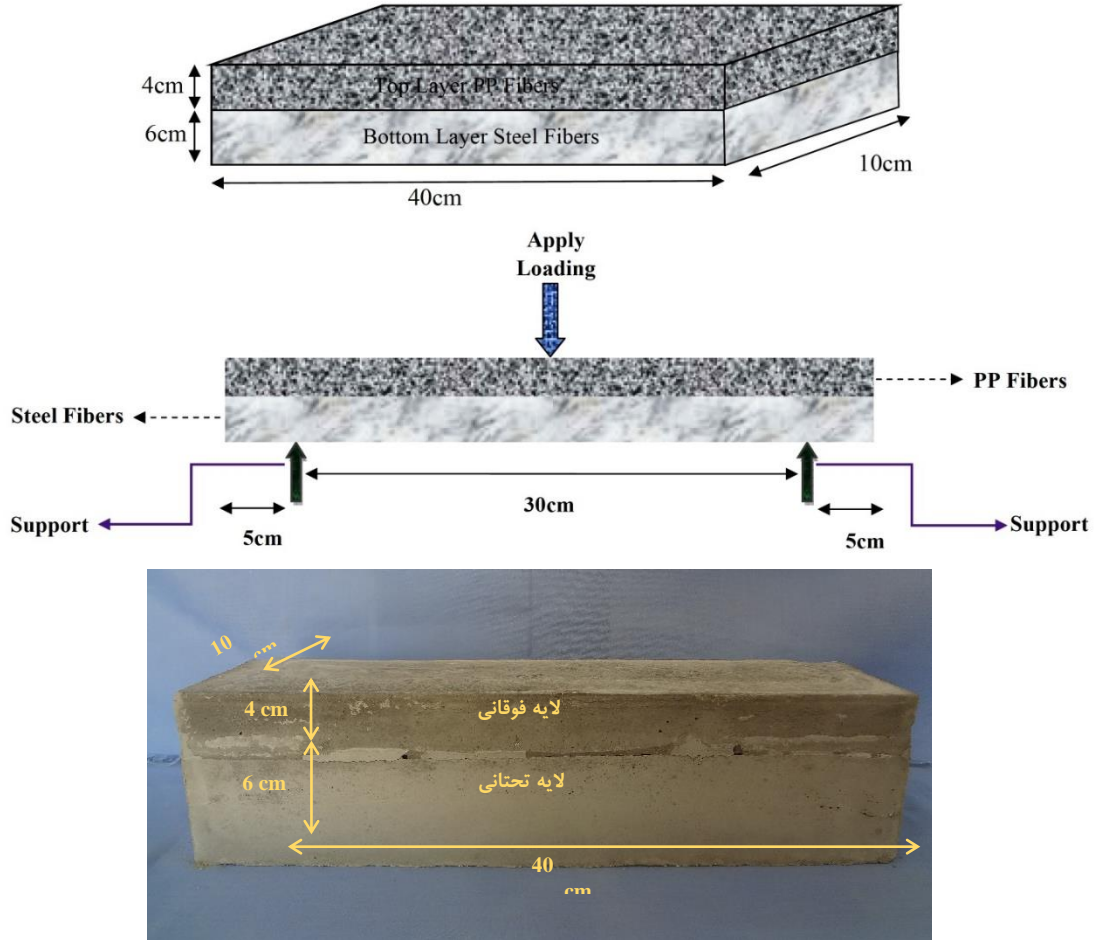 4cm
Top Layer PP Fibers
6cm
Bottom Layer Steel Fibers
10cm
40cm
Apply
Loading
PP Fibers
Steel Fibers
30cm
Support
5cm
5cm
Support
10
cm
4 cm
لایه فوقانی
6 cm
لایه تحتانی
40
cm